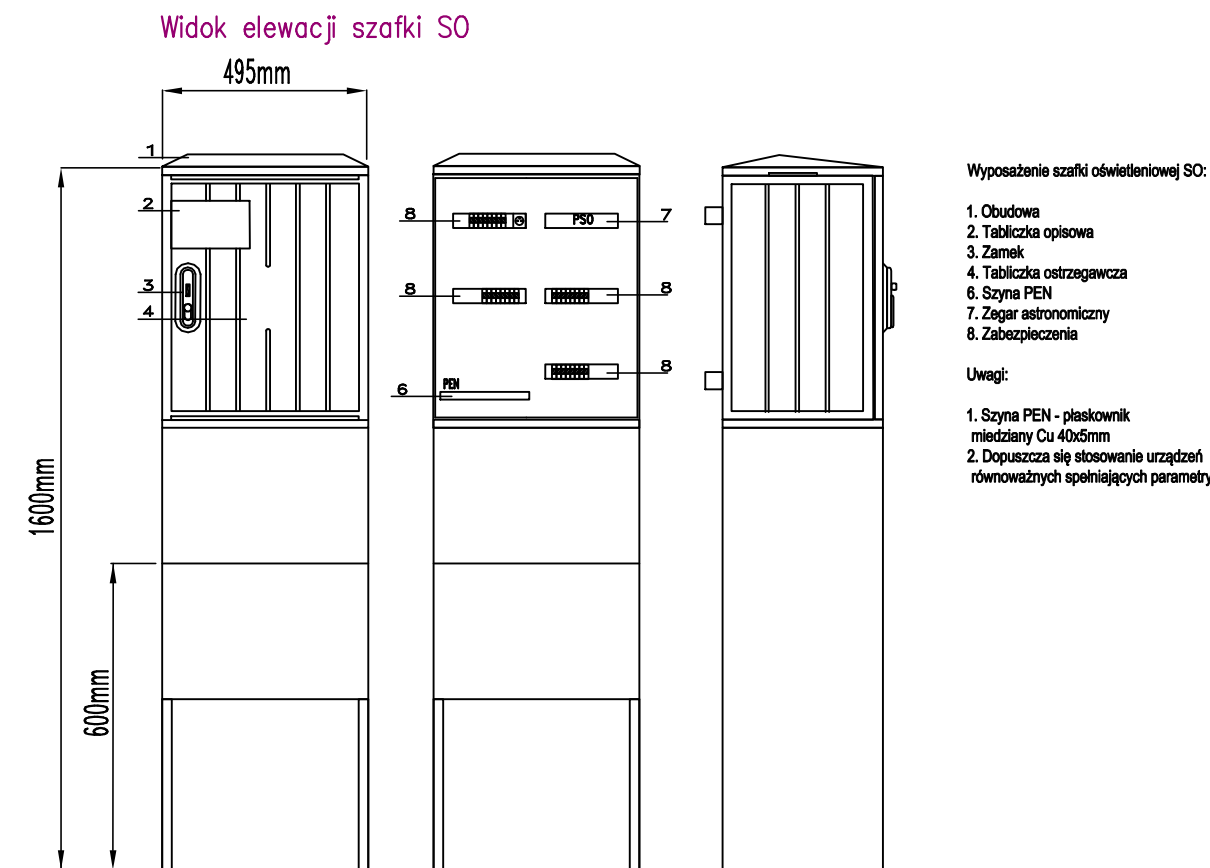 Widok elewacji szafki SO
495mm
1
2
3
4
1600mm
600mm
8
PSO
7
8
8
8
PEN
6
Wyposażenie szafki oświetleniowej SO:
1. Obudowa
2. Tabliczka opisowa
3. Zamek
4. Tabliczka ostrzegawcza
6. Szyna PEN
7. Zegar astronomiczny
8. Zabezpieczenia
Uwagi:
1. Szyna PEN - płaskownik
miedziany Cu 40x5mm
2. Dopuszcza się stosowanie urządzeń
równoważnych spełniających parametry